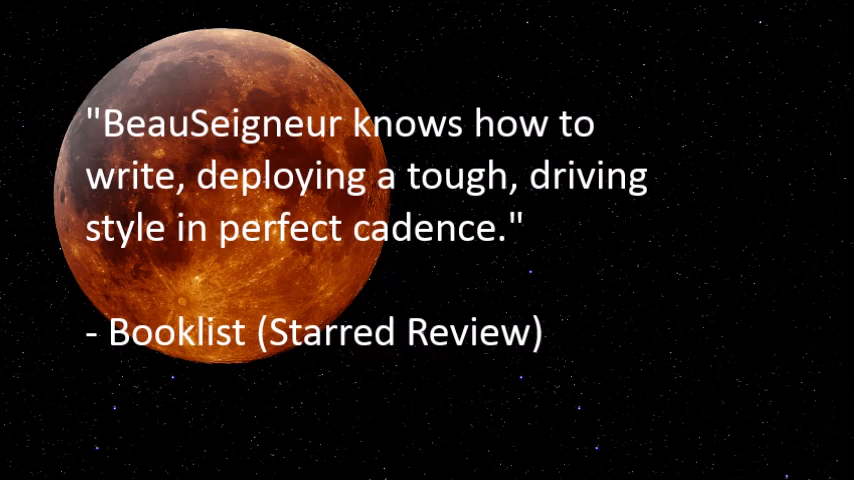 "BeauSeigneur knows how to
write, deploying a tough, driving
style in perfect cadence."
- Booklist (Starred Review)